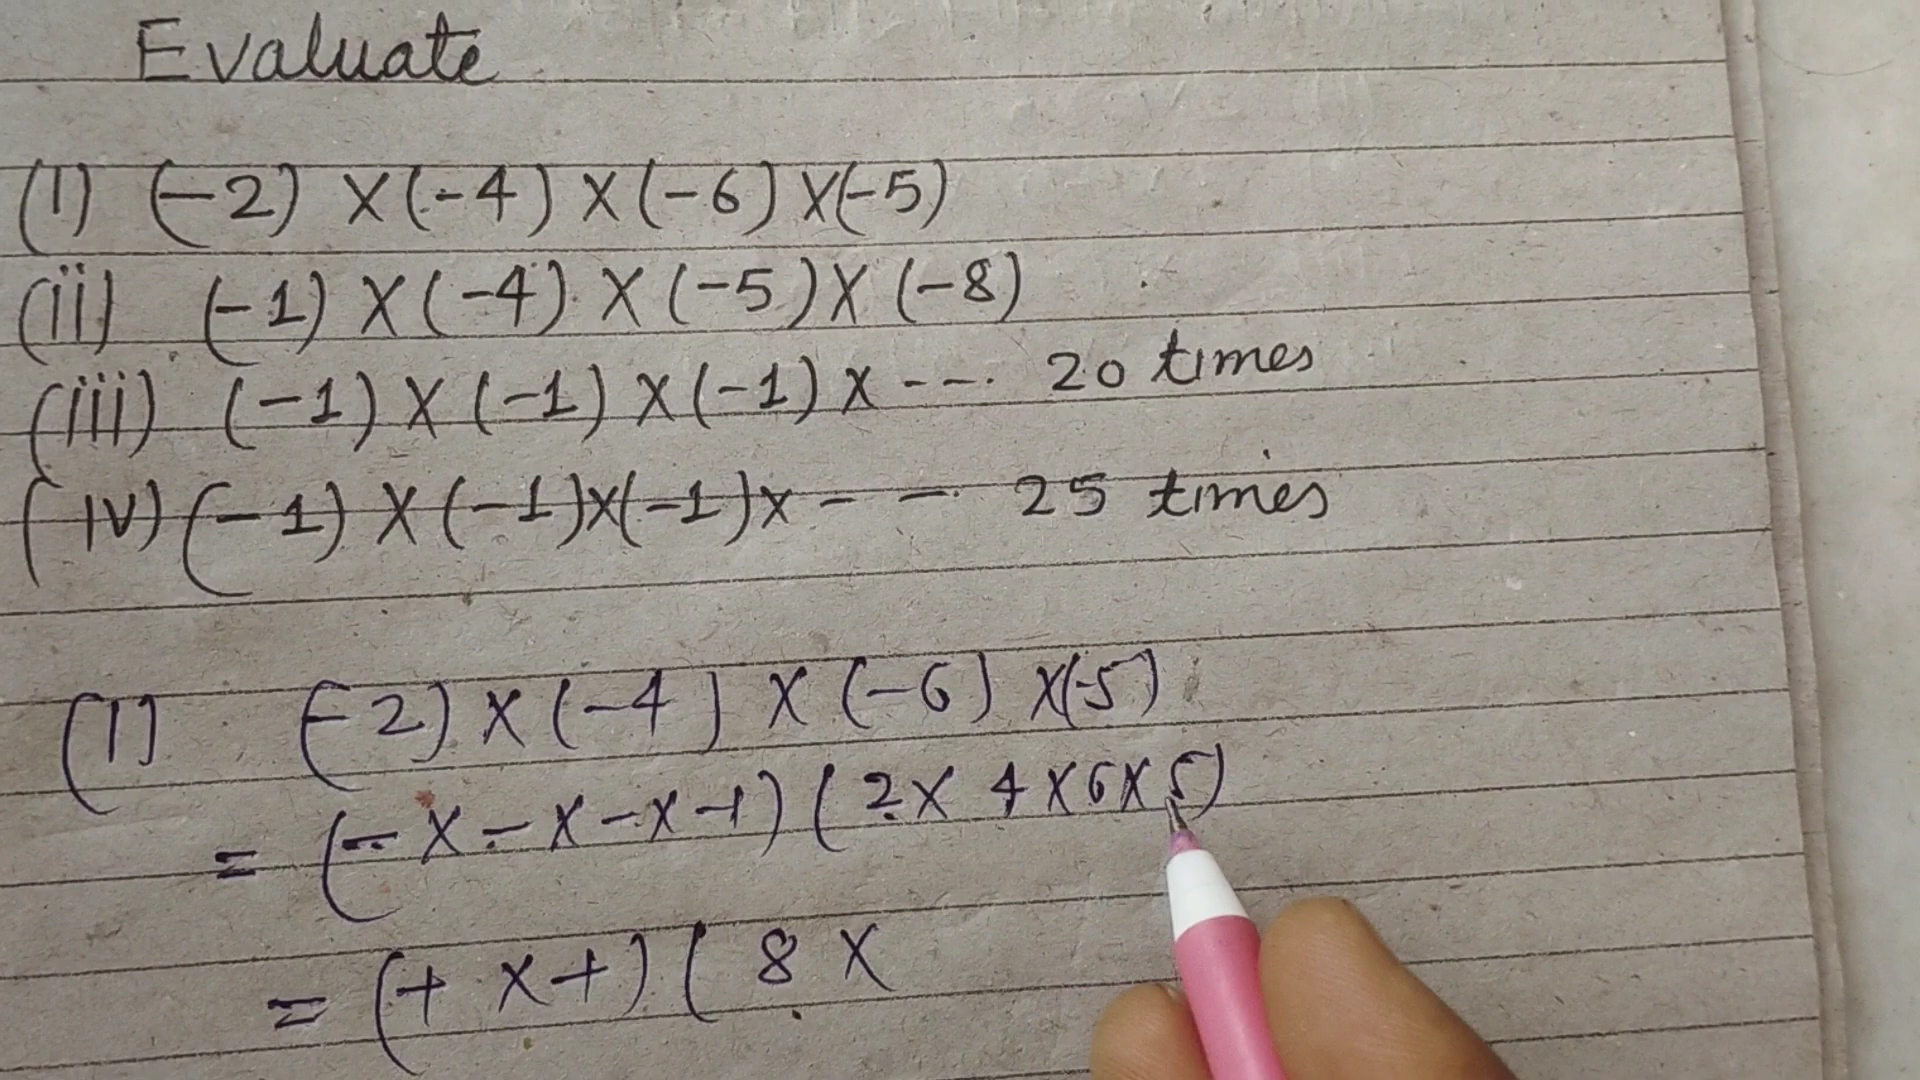 Evaluate
(i) (-2) × (-4) × (-6) × (-5)
(ii) (-1) × (-4) × (-5) × (-8)
(iii) (-1) × (-1) × (-1) × --- 20 times
(iv) (-1) × (-1) × (-1) × -- 25 times
(i) (-2) × (-4) × (-6) × (-5)
= (- × - × - × -1) (2 × 4 × 6 × 5)
= (+ × +) ( 8 ×